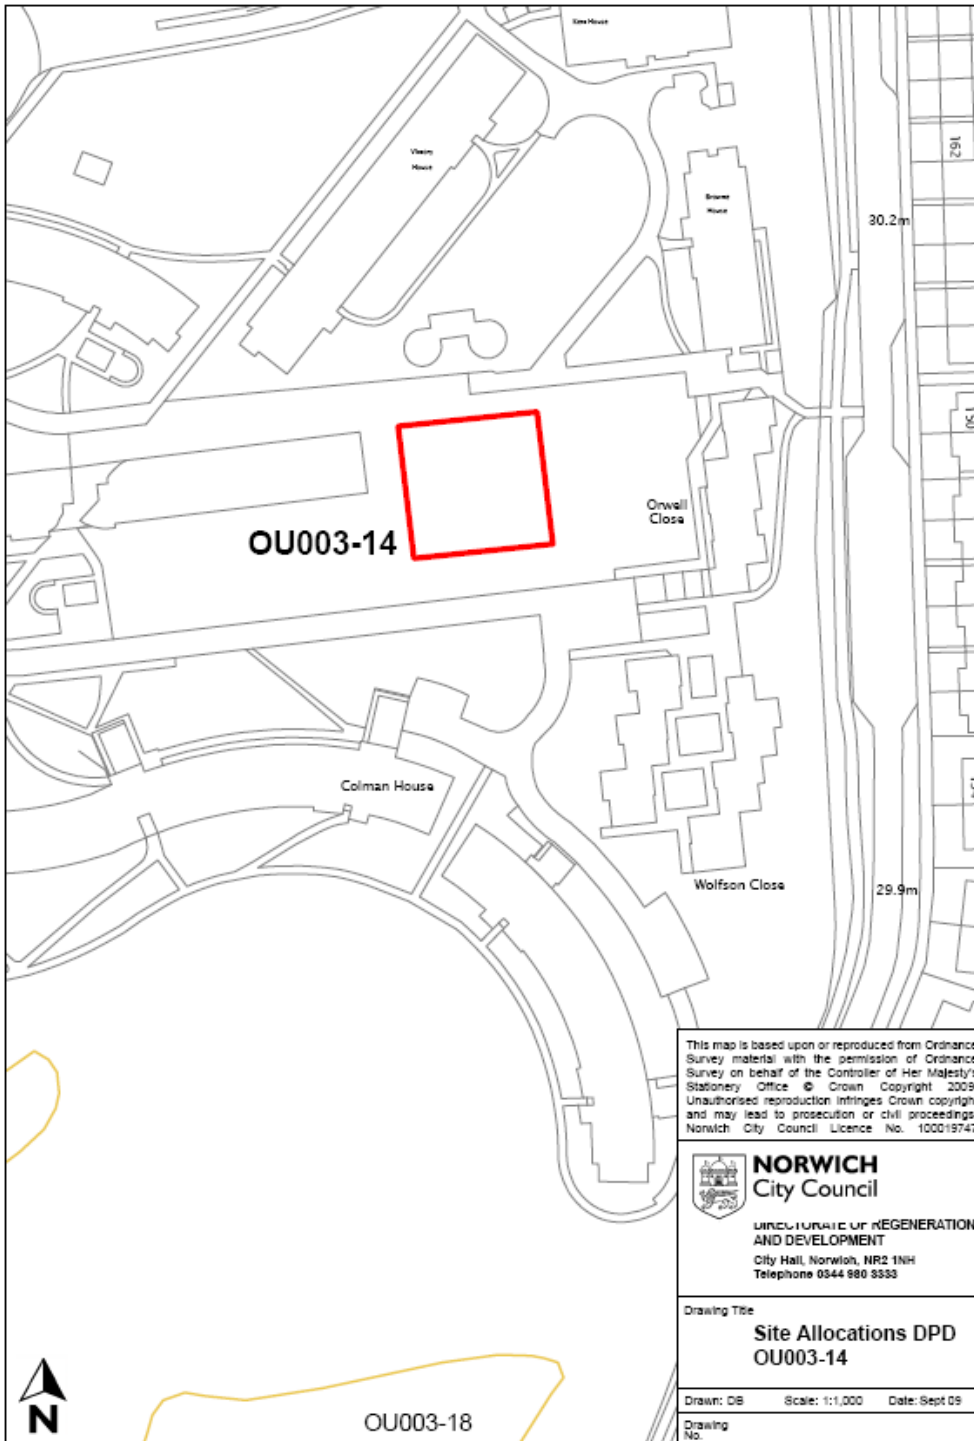 Kere House
Vickery
House
Browne
House
162
30.2m
150
Orwell
Close
OU003-14
Colman House
Wolfson Close
29.9m
This map is based upon or reproduced from Ordnance
Survey material with the permission of Ordnance
Survey on behalf of the Controller of Her Majesty's
Stationery Office © Crown Copyright 2009
Unauthorised reproduction infringes Crown copyrigh
and may lead to prosecution or civil proceedings
Norwich City Council Licence No. 100019747
NORWICH
City Council
DIRECTORATE OF REGENERATION
AND DEVELOPMENT
City Hall, Norwich, NR2 1NH
Telephone 0344 980 3333
Drawing Title
Site Allocations DPD
OU003-14
Drawn: DB Scale: 1:1,000 Date: Sept 09
Drawing
No.
N
OU003-18